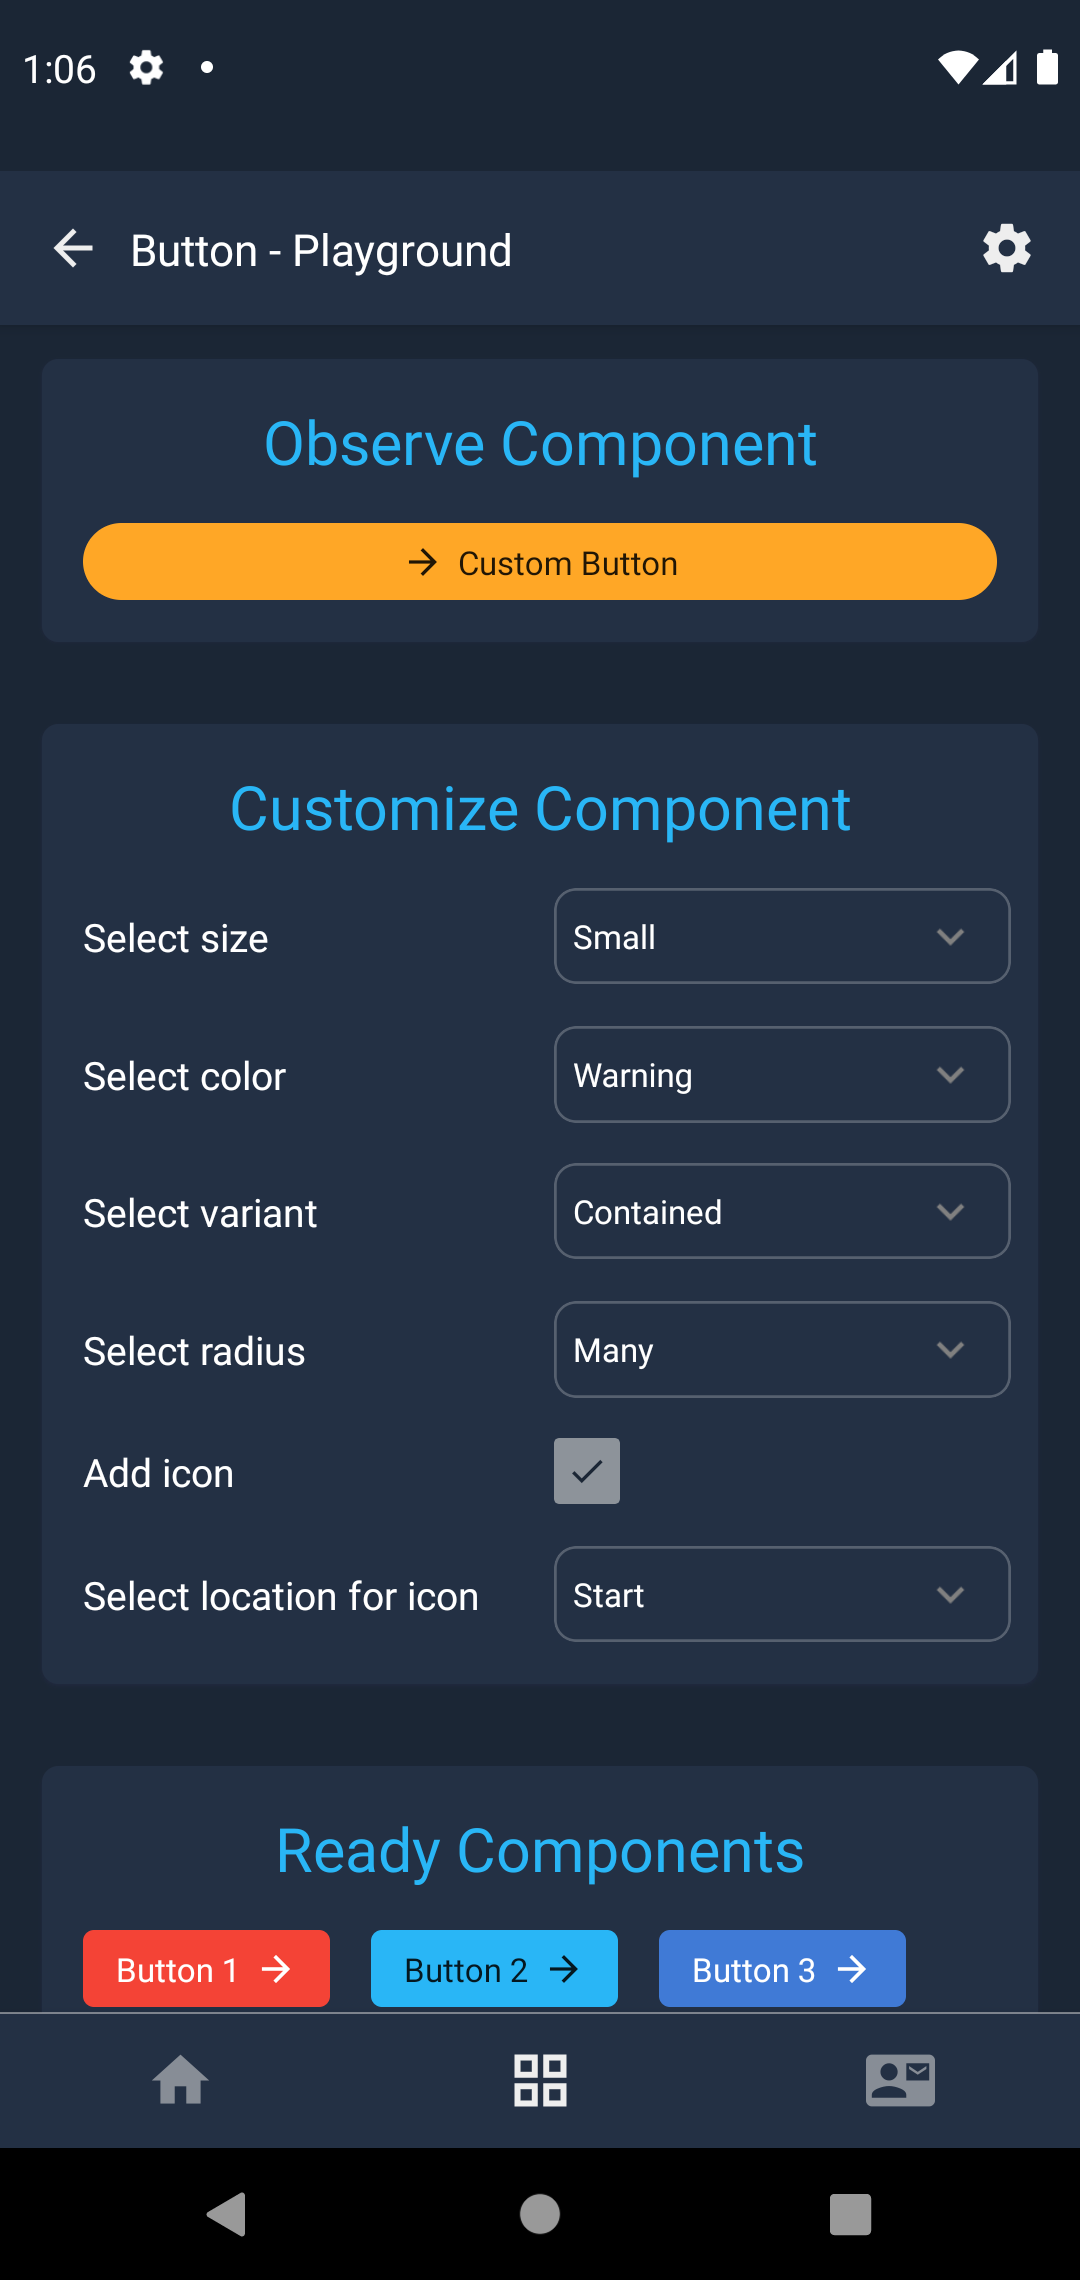 1:06
Button - Playground
Observe Component
Custom Button
Customize Component
Select size
Small
Select color
Warning
Select variant
Contained
Select radius
Many
Add icon
Select location for icon
Start
Ready Components
Button 1
Button 2
Button 3